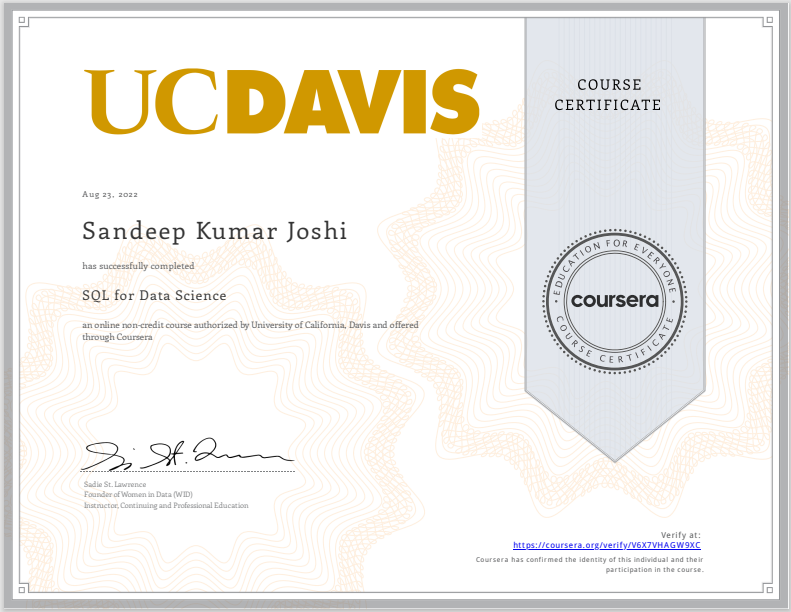 UCDAVIS
COURSE
CERTIFICATE
Aug 23, 2022
Sandeep Kumar Joshi
has successfully completed
SQL for Data Science
an online non-credit course authorized by University of California, Davis and offered
through Coursera
EDUCATION FOR EVERYONE
coursera
COURSE CERTIFICATE
Sadie St. Lawrence
Founder of Women in Data (WID)
Instructor, Continuing and Professional Education
Verify at:
https://coursera.org/verify/V6X7VHAGW9XC
Coursera has confirmed the identity of this individual and their
participation in the course.